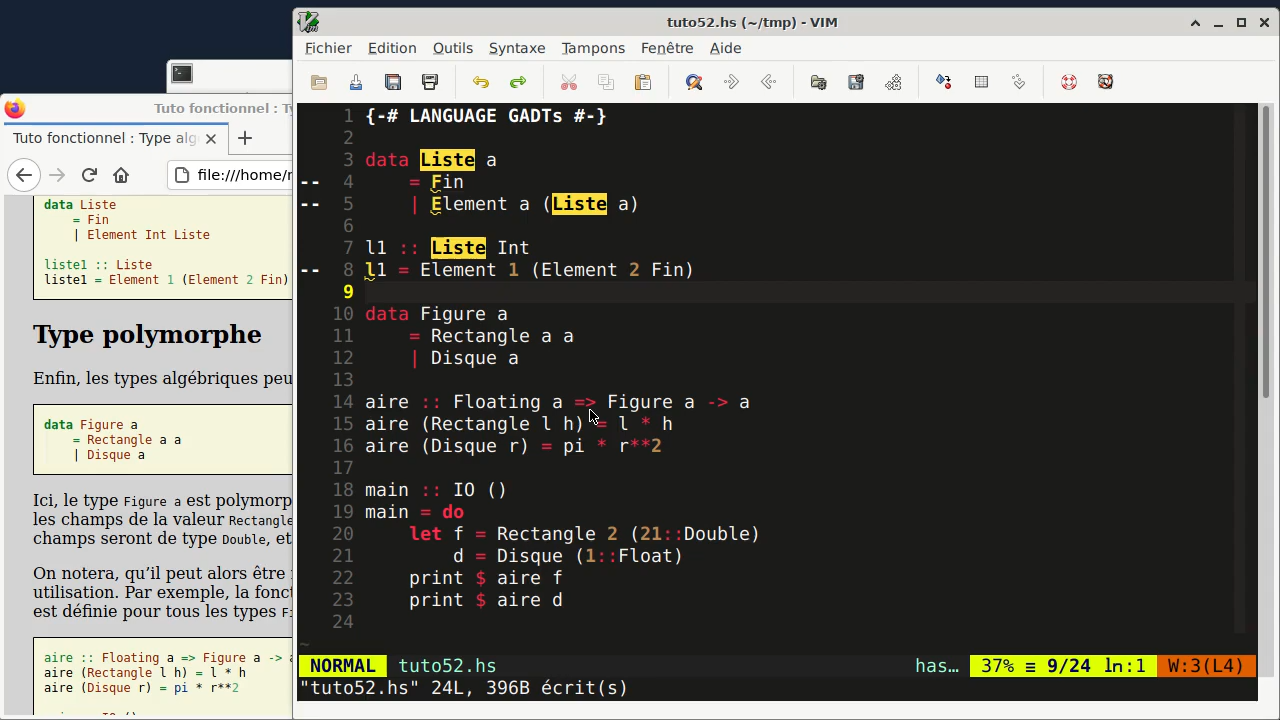 tuto52.hs (~/tmp) - VIM
Fichier Edition Outils Syntaxe Tampons Fenêtre Aide
1 {-# LANGUAGE GADTs #-}
2
3 data Liste a
-- 4 = Fin
-- 5 | Element a (Liste a)
6
7 l1 :: Liste Int
-- 8 l1 = Element 1 (Element 2 Fin)
9
10 data Figure a
11 = Rectangle a a
12 | Disque a
13
14 aire :: Floating a => Figure a -> a
15 aire (Rectangle l h) = l * h
16 aire (Disque r) = pi * r**2
17
18 main :: IO ()
19 main = do
20 let f = Rectangle 2 (21::Double)
21 d = Disque (1::Float)
22 print $ aire f
23 print $ aire d
24
~
NORMAL tuto52.hs has… 37% ≡ 9/24 ln:1 W:3(L4)
"tuto52.hs" 24L, 396B écrit(s)
Tuto fonctionnel : T
Tuto fonctionnel : Type alg
file:///home/
data Liste
= Fin
| Element Int Liste
liste1 :: Liste
liste1 = Element 1 (Element 2 Fin)
Type polymorphe
Enfin, les types algébriques peu
data Figure a
= Rectangle a a
| Disque a
Ici, le type Figure a est polymorp
les champs de la valeur Rectangle
champs seront de type Double, et
On notera, qu’il peut alors être
utilisation. Par exemple, la fonct
est définie pour tous les types F
aire :: Floating a => Figure a ->
aire (Rectangle l h) = l * h
aire (Disque r) = pi * r**2